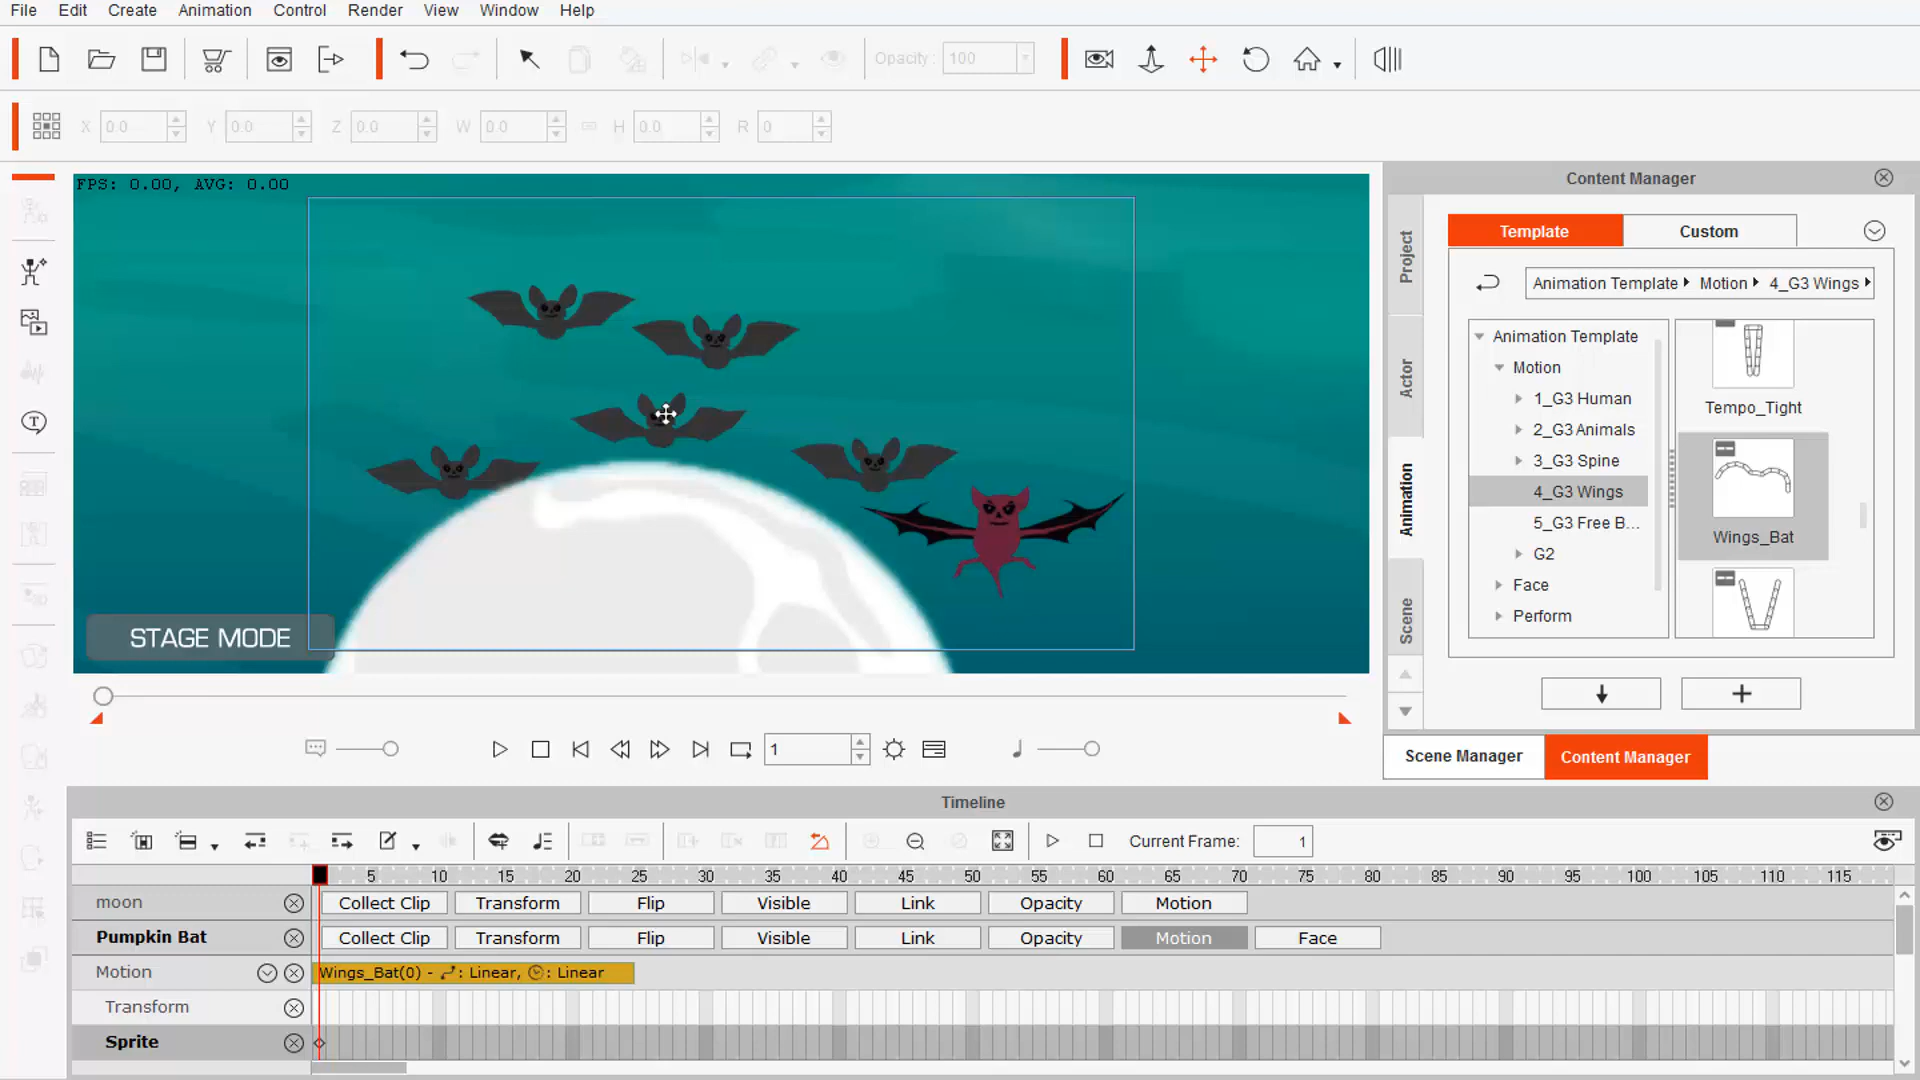 File Edit Create Animation Control Render View Window Help
Opacity : 100
X 0.0 Y 0.0 Z 0.0 W 0.0 H 0.0 R 0
Content Manager
FPS: 0.00, AVG: 0.00
Template Custom
Project
Actor
Animation
Scene
Animation Template Motion 4_G3 Wings
Animation Template
Motion
1_G3 Human
2_G3 Animals
3_G3 Spine
4_G3 Wings
5_G3 Free B...
G2
Face
Perform
Tempo_Tight
Wings_Bat
STAGE MODE
1
Scene Manager Content Manager
Timeline
Current Frame: 1
5 10 15 20 25 30 35 40 45 50 55 60 65 70 75 80 85 90 95 100 105 110 115
moon Collect Clip Transform Flip Visible Link Opacity Motion
Pumpkin Bat Collect Clip Transform Flip Visible Link Opacity Motion Face
Motion Wings_Bat(0) - : Linear, : Linear
Transform
Sprite